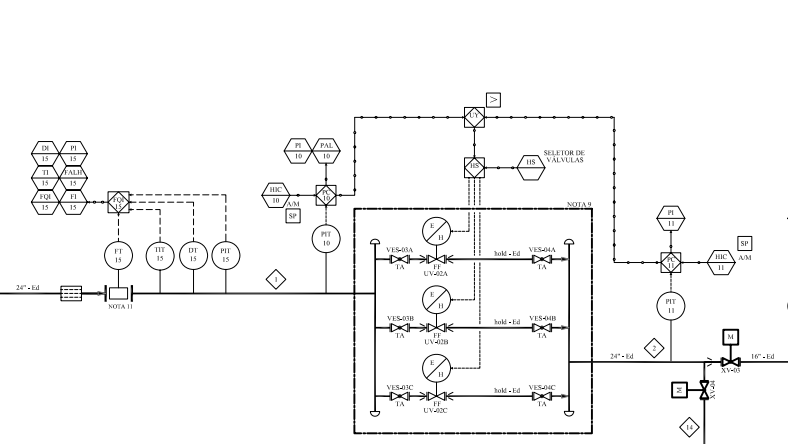 V
UY
DI PI
15 15
TI FALH
15 15
FQI FI
15 15
FQI
15
PI PAL
10 10
HIC
10
A/M
SP
PC
10
HS
HS
SELETOR DE
VÁLVULAS
NOTA 9
PIT
10
FT
15
TIT
15
DT
15
PIT
15
PI
11
SP
PC
11
HIC
11
A/M
PIT
11
E
H
VES-03A
TA
FF
UV-02A
hold - Ed
VES-04A
TA
1
24" - Ed
NOTA 11
E
H
VES-03B
TA
FF
UV-02B
hold - Ed
VES-04B
TA
E
H
VES-03C
TA
FF
UV-02C
hold - Ed
VES-04C
TA
24" - Ed
2
M
XV-03
16" - Ed
M
XV-04
14